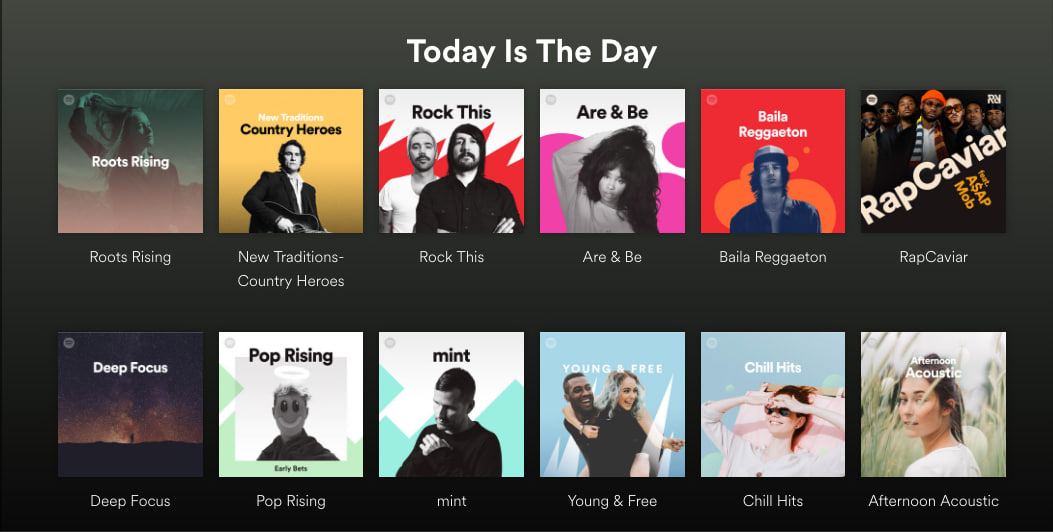 Today Is The Day
Roots Rising
New Traditions
Country Heroes
Rock This
Are & Be
Baila
Reggaeton
RapCaviar
feat.
A$AP
Mob
Roots Rising
New Traditions-
Country Heroes
Rock This
Are & Be
Baila Reggaeton
RapCaviar
Deep Focus
Pop Rising
Early Bets
mint
YOUNG & FREE
Chill Hits
Afternoon
Acoustic
Deep Focus
Pop Rising
mint
Young & Free
Chill Hits
Afternoon Acoustic